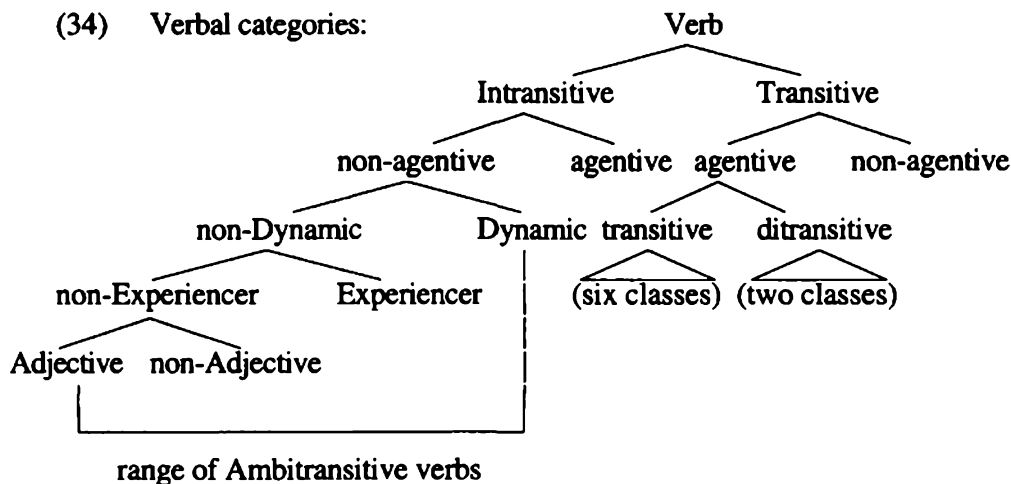 (34) Verbal categories: Verb
Intransitive Transitive
non-agentive agentive agentive non-agentive
non-Dynamic Dynamic transitive ditransitive
non-Experiencer Experiencer (six classes) (two classes)
Adjective non-Adjective
range of Ambitransitive verbs